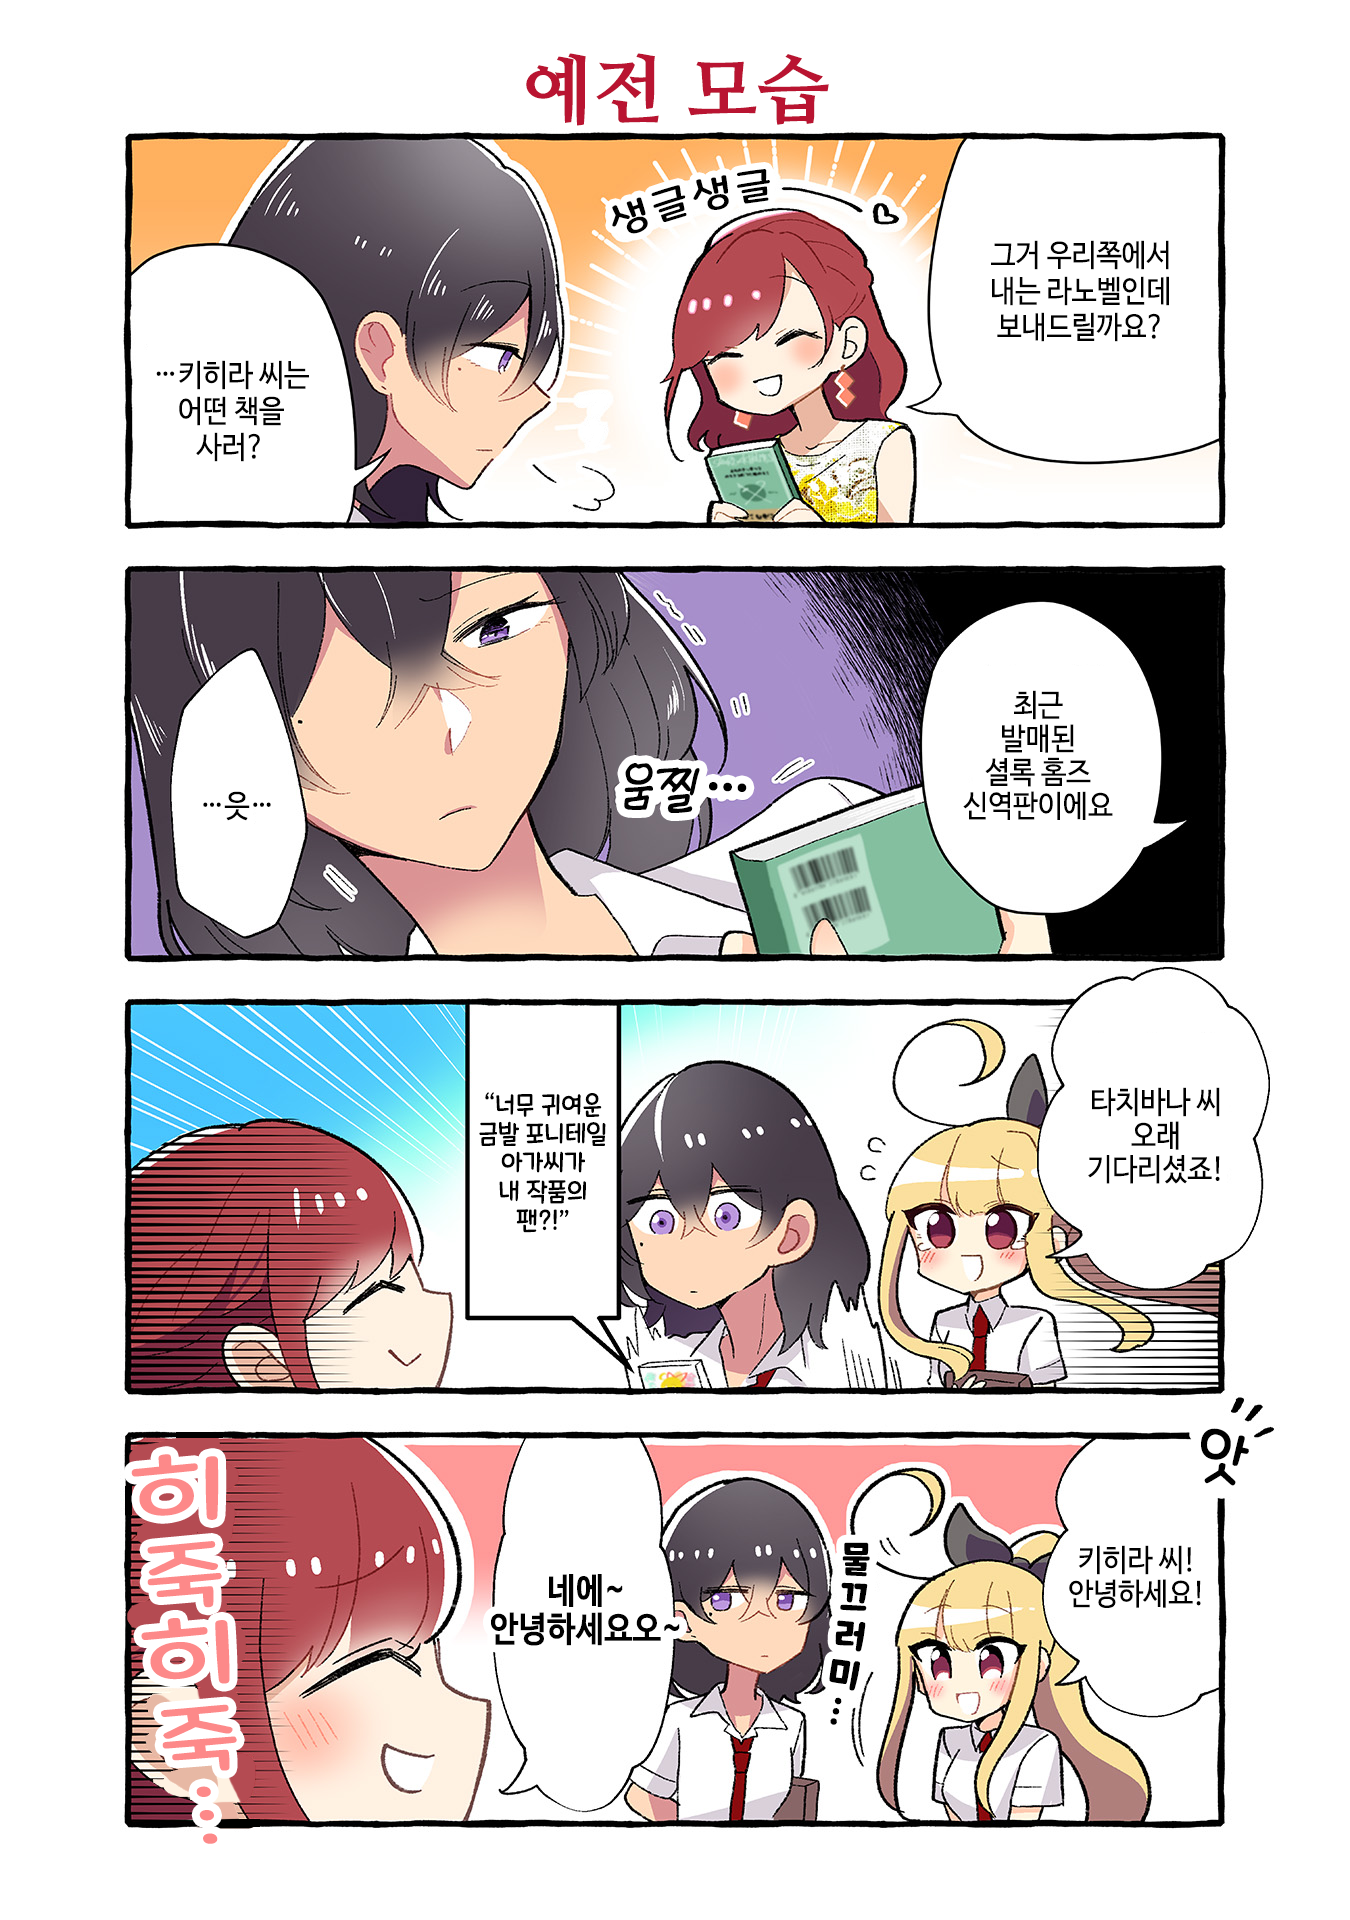 예전 모습
그거 우리쪽에서
내는 라노벨인데
보내드릴까요?
생글생글
…키히라 씨는
어떤 책을
사러?
최근
발매된
셜록 홈즈
신역판이에요
움찔…
…웃…
타치바나 씨
오래
기다리셨죠!
“너무 귀여운
금발 포니테일
아가씨가
내 작품의
팬?!”
앗
키히라 씨!
안녕하세요!
물끄러미…
네에~
안녕하세요오~
히죽히죽…